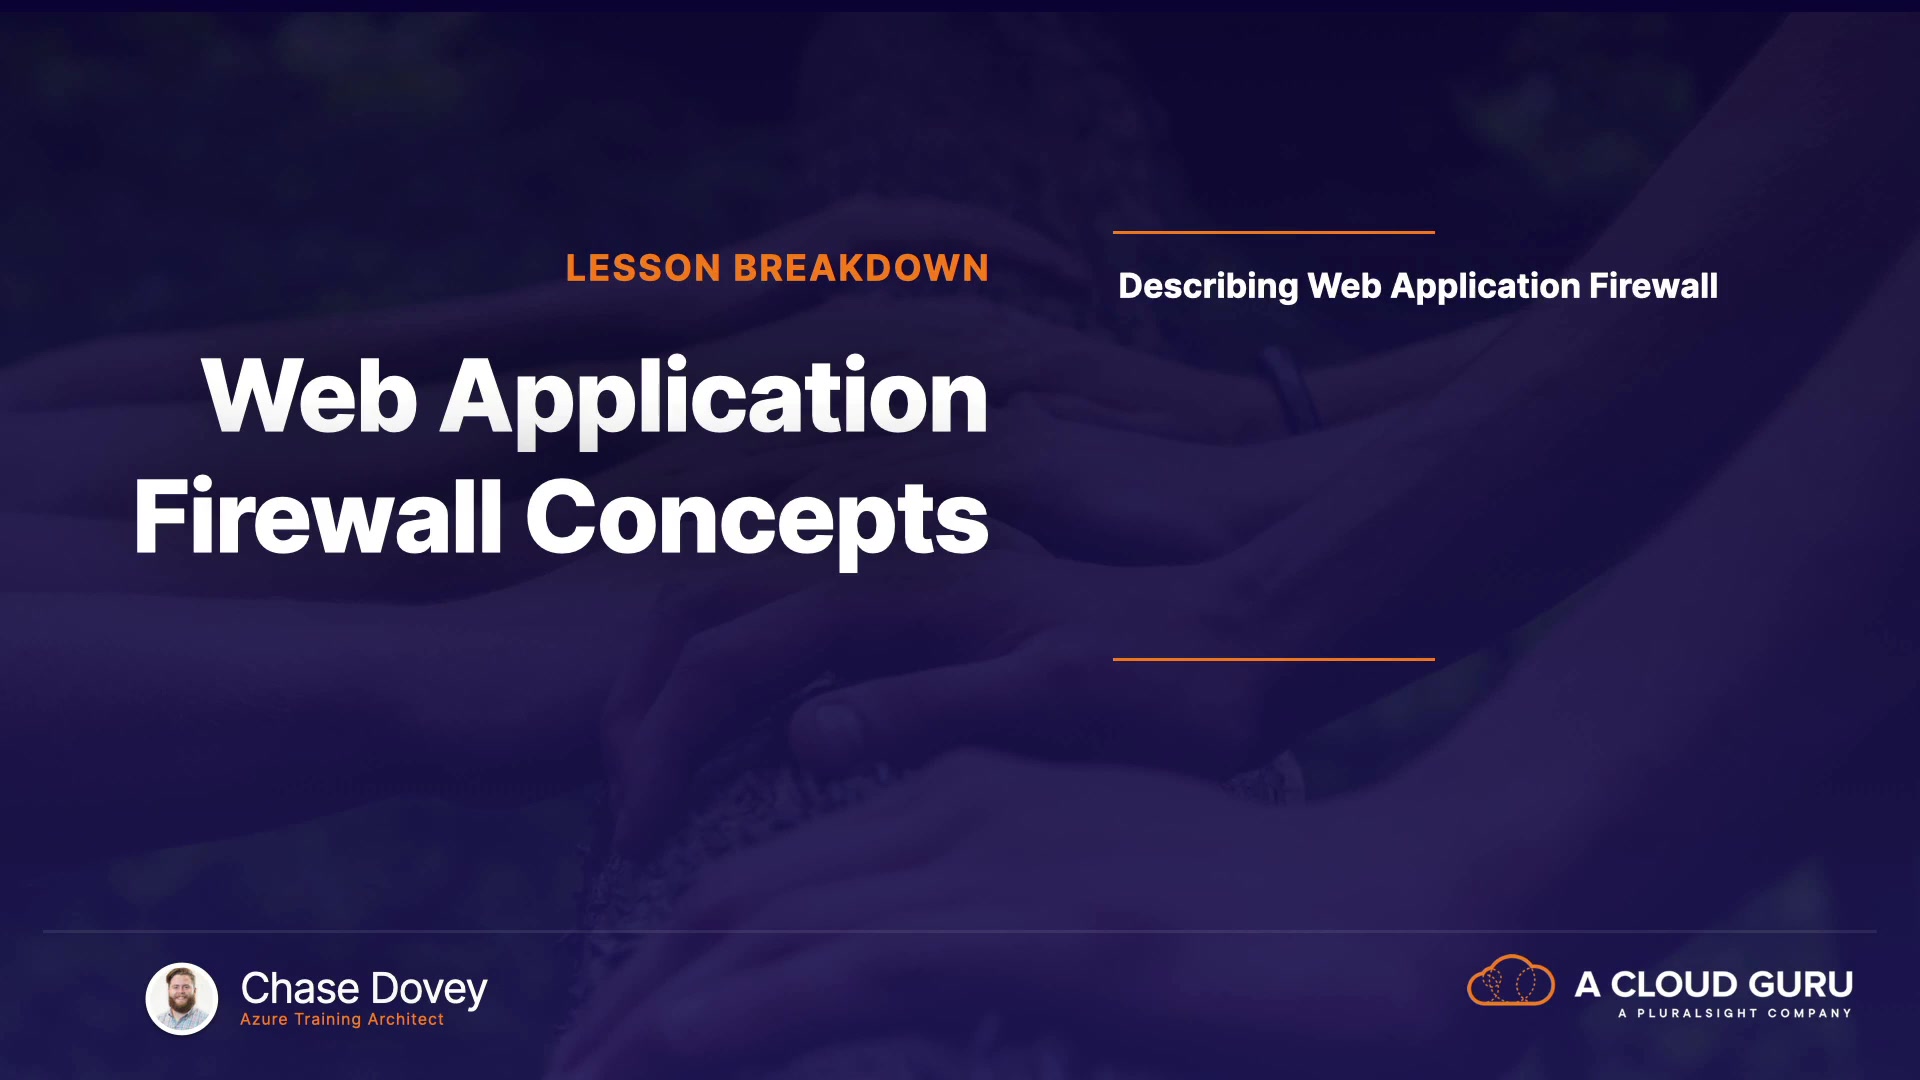 LESSON BREAKDOWN
Web Application
Firewall Concepts
Describing Web Application Firewall
Chase Dovey
Azure Training Architect
A CLOUD GURU
A PLURALSIGHT COMPANY